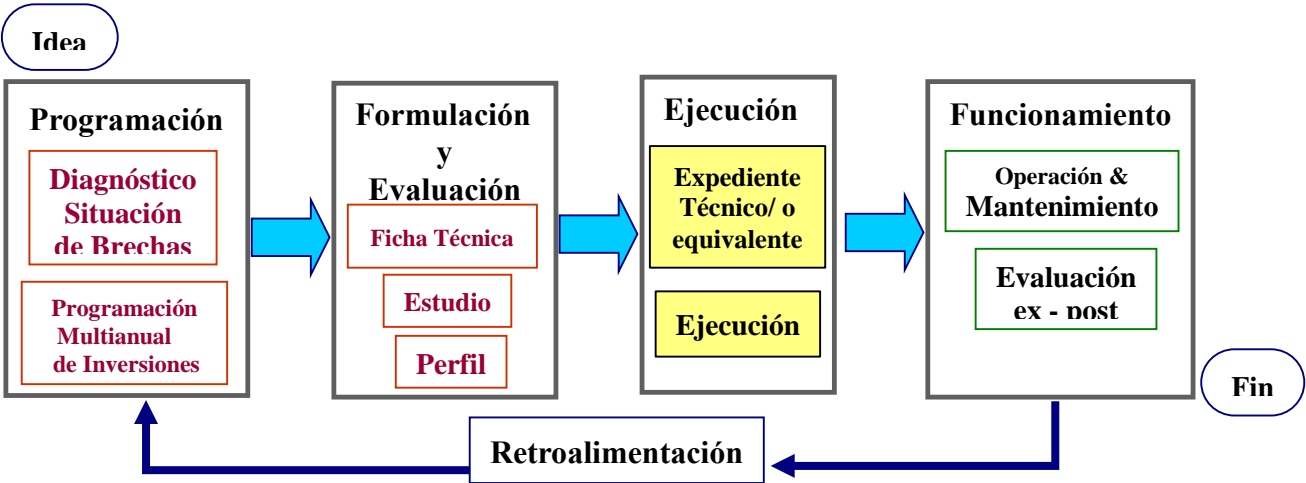 Idea
Programación
Diagnóstico
Situación
de Brechas
Programación
Multianual
de Inversiones
Formulación
y
Evaluación
Ficha Técnica
Estudio
Perfil
Ejecución
Expediente
Técnico/ o
equivalente
Ejecución
Funcionamiento
Operación &
Mantenimiento
Evaluación
ex - post
Fin
Retroalimentación